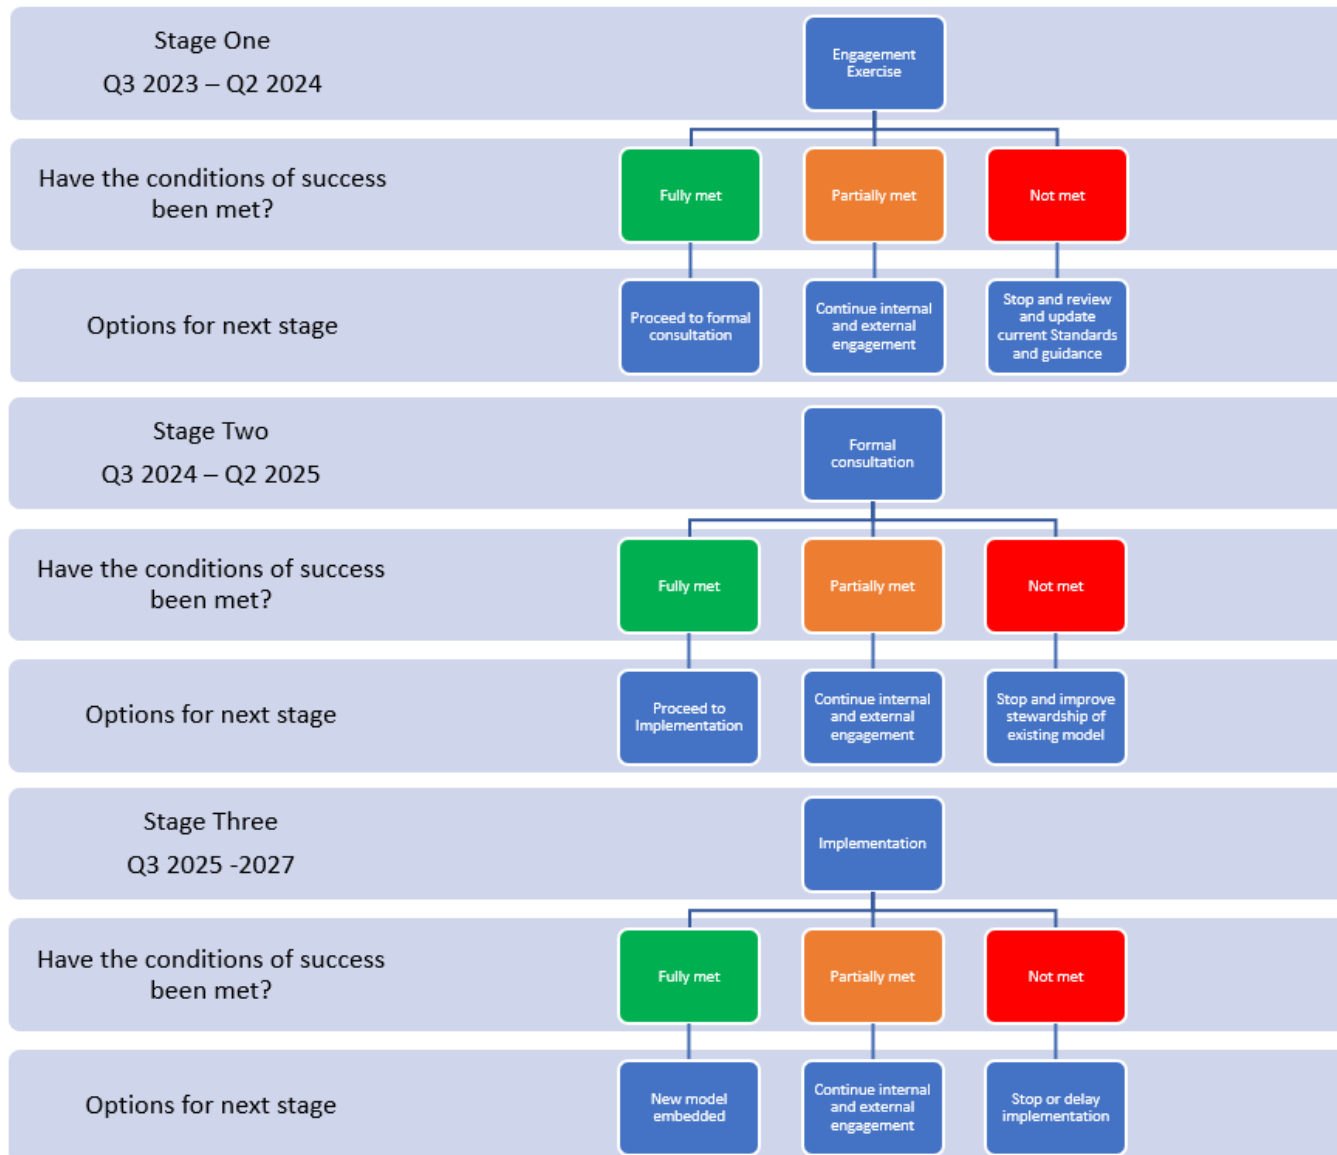 Stage One
Q3 2023 – Q2 2024
Engagement
Exercise
Have the conditions of success
been met?
Fully met
Partially met
Not met
Options for next stage
Proceed to formal
consultation
Continue internal
and external
engagement
Stop and review
and update
current Standards
and guidance
Stage Two
Q3 2024 – Q2 2025
Formal
consultation
Have the conditions of success
been met?
Fully met
Partially met
Not met
Options for next stage
Proceed to
Implementation
Continue internal
and external
engagement
Stop and improve
stewardship of
existing model
Stage Three
Q3 2025 -2027
Implementation
Have the conditions of success
been met?
Fully met
Partially met
Not met
Options for next stage
New model
embedded
Continue internal
and external
engagement
Stop or delay
implementation